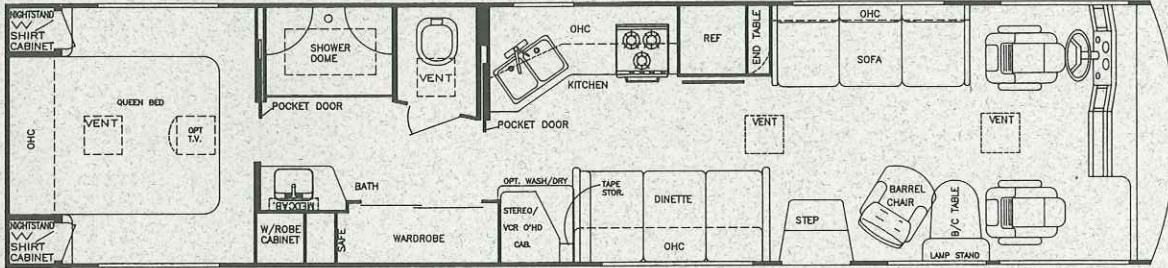 NIGHTSTAND
W/
SHIRT
CABINET
OHC
QUEEN BED
VENT
OPT
T.V.
NIGHTSTAND
W/
SHIRT
CABINET
SHOWER
DOME
POCKET DOOR
VENT
BATH
MEDCAB.
W/ROBE
CABINET
SAFE
WARDROBE
OHC
KITCHEN
POCKET DOOR
REF
END TABLE
OPT. WASH/DRY
STEREO/
VCR O'HD
CAB.
TAPE
STOR.
DINETTE
OHC
OHC
SOFA
VENT
VENT
STEP
BARREL
CHAIR
B/C TABLE
LAMP STAND